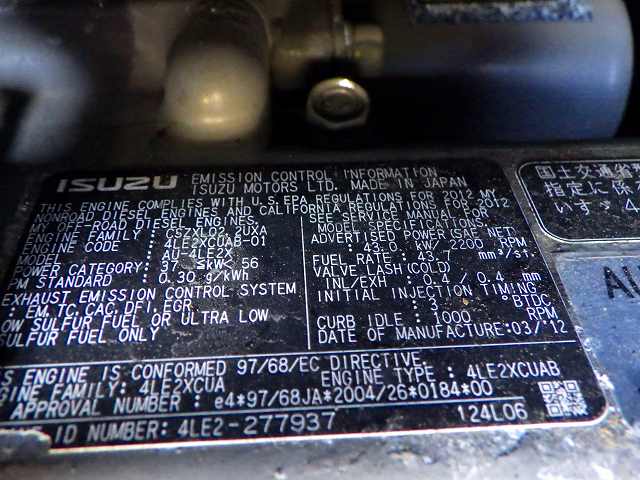 ISUZU EMISSION CONTROL INFORMATION
ISUZU MOTORS LTD. MADE IN JAPAN
THIS ENGINE COMPLIES WITH U.S.EPA REGULATIONS FOR 2012 MY
NONROAD DIESEL ENGINES AND CALIFORNIA REGULATIONS FOR 2012
MY OFF-ROAD DIESEL ENGINES
ENGINE FAMILY : CSZXL02.2UXA
ENGINE CODE : 4LE2XCUAB-01
MODEL : AU-4LE2X
POWER CATEGORY: 37 ≤kW< 56
PM STANDARD : 0.30 g/kWh
EXHAUST EMISSION CONTROL SYSTEM
: EM,TC,CAC,DFI,EGR
LOW SULFUR FUEL OR ULTRA LOW
SULFUR FUEL ONLY
SEE SERVICE MANUAL FOR
MODEL SPECIFICATIONS.
ADVERTISED POWER(SAE NET)
: 43.0 kW/ 2200 RPM
FUEL RATE: 43.7 mm³/st.
VALVE LASH(COLD)
INL/EXH : 0.4/ 0.4 mm
INITIAL INJECTION TIMING
: °BTDC
CURB IDLE : 1000 RPM
DATE OF MANUFACTURE:03/'12
ENGINE IS CONFORMED 97/68/EC DIRECTIVE
ENGINE FAMILY: 4LE2XCUA ENGINE TYPE : 4LE2XCUAB
APPROVAL NUMBER : e4*97/68JA*2004/26*0184*00
ID NUMBER: 4LE2-277937 124L06
国土交通省
指定に係
いすゞ4